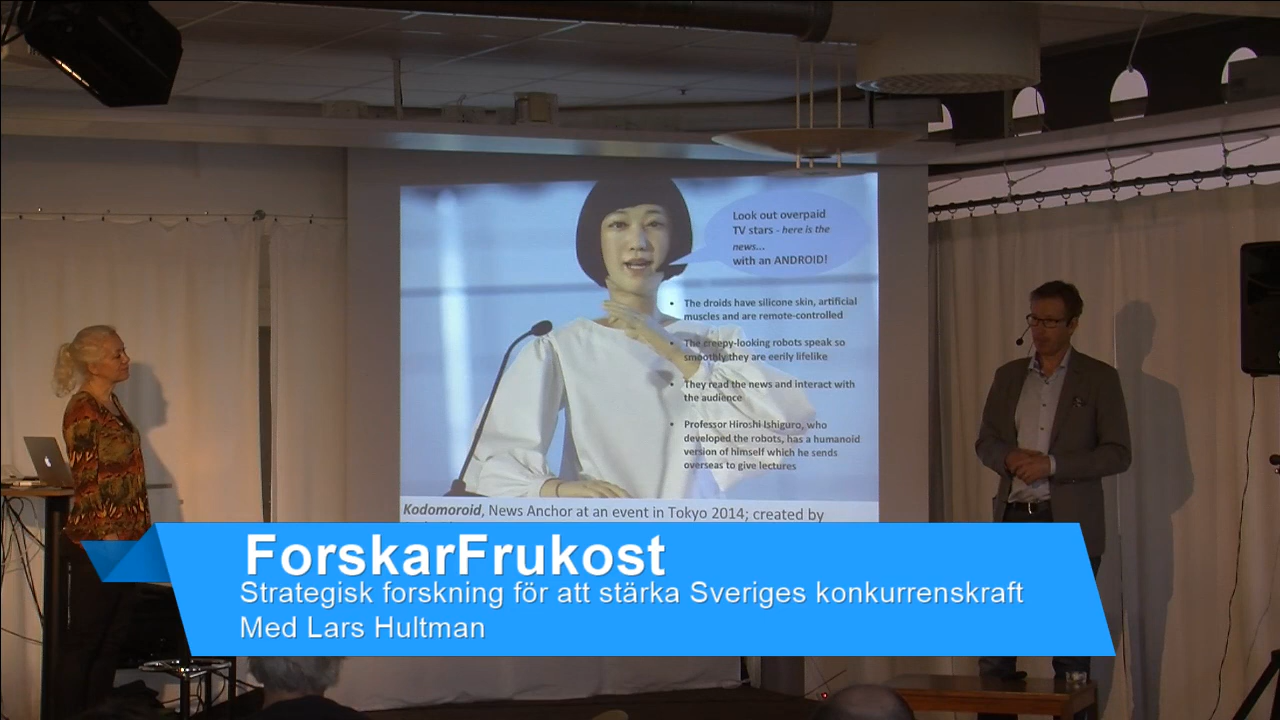 Look out overpaid
TV stars - here is the
news...
with an ANDROID!
• The droids have silicone skin, artificial
muscles and are remote-controlled
• The creepy-looking robots speak so
smoothly they are eerily lifelike
• They read the news and interact with
the audience
• Professor Hiroshi Ishiguro, who
developed the robots, has a humanoid
version of himself which he sends
overseas to give lectures
Kodomoroid, News Anchor at an event in Tokyo 2014; created by
ForskarFrukost
Strategisk forskning för att stärka Sveriges konkurrenskraft
Med Lars Hultman